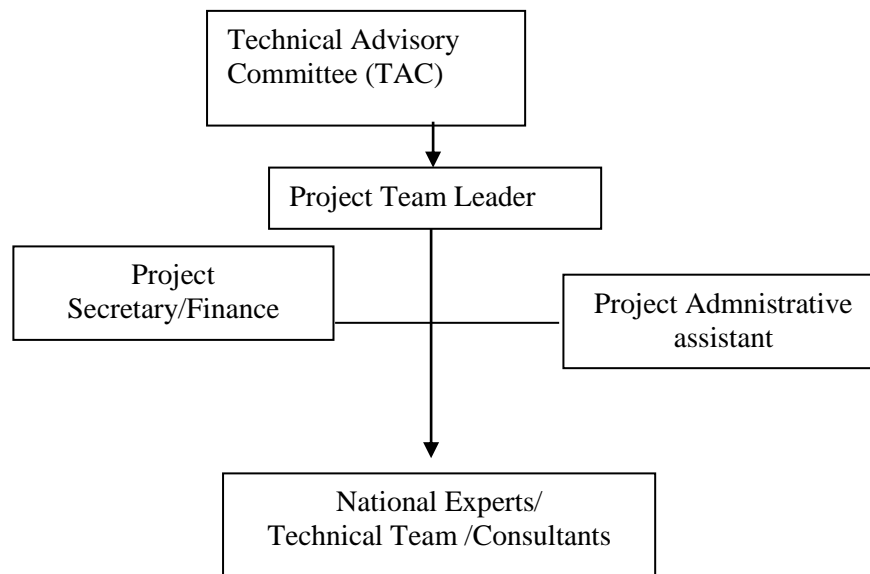 Technical Advisory
Committee (TAC)
Project Team Leader
Project
Secretary/Finance
Project Admnistrative
assistant
National Experts/
Technical Team /Consultants